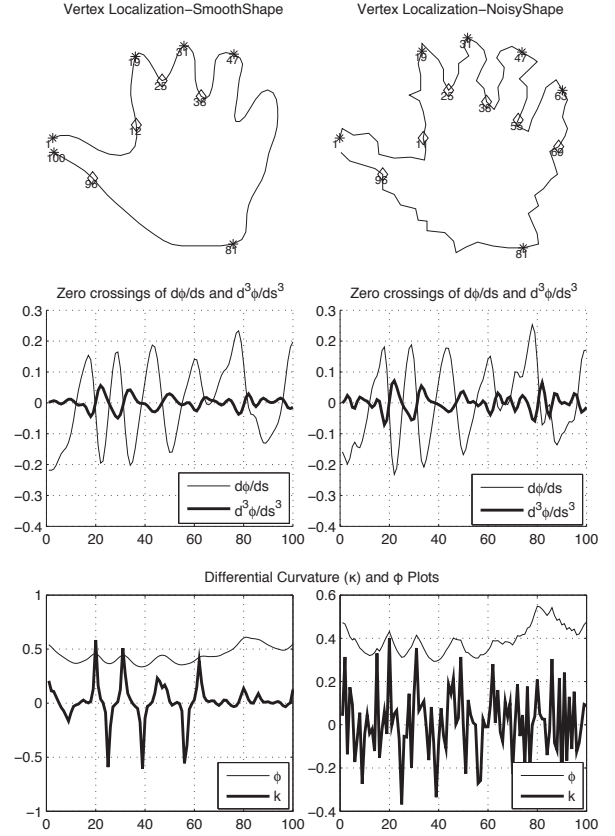 Vertex Localization-SmoothShape
Vertex Localization-NoisyShape
31
19
47
25
36
12
1
100
96
81
31
19
47
25
38
63
55
1
11
69
95
81
Zero crossings of dϕ/ds and d³ϕ/ds³
Zero crossings of dϕ/ds and d³ϕ/ds³
0.3
0.2
0.1
0
−0.1
−0.2
−0.3
−0.4
0 20 40 60 80 100
dϕ/ds
d³ϕ/ds³
0.3
0.2
0.1
0
−0.1
−0.2
−0.3
−0.4
0 20 40 60 80 100
dϕ/ds
d³ϕ/ds³
Differential Curvature (κ) and ϕ Plots
1
0.5
0
−0.5
−1
0 20 40 60 80 100
ϕ
k
0.6
0.4
0.2
0
−0.2
−0.4
0 20 40 60 80 100
ϕ
k